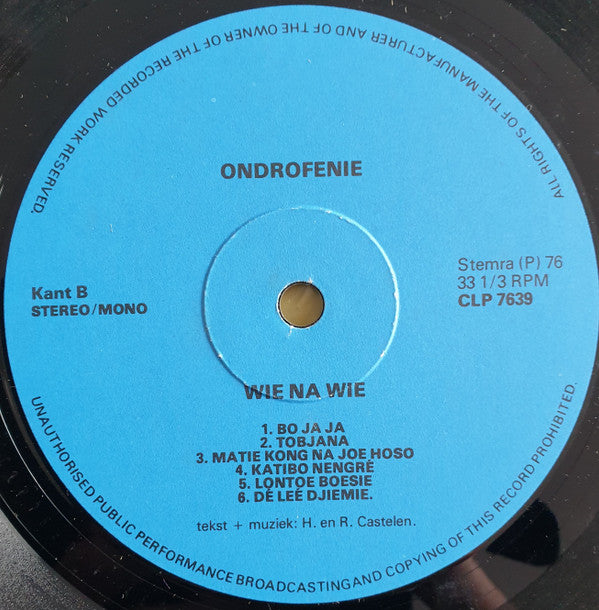 ALL RIGHTS OF THE MANUFACTURER AND OF THE OWNER OF THE RECORDED WORK RESERVED.
ONDROFENIE
Kant B
STEREO/MONO
Stemra (P) 76
33 1/3 RPM
CLP 7639
WIE NA WIE
1. BO JA JA
2. TOBJANA
3. MATIE KONG NA JOE HOSO
4. KATIBO NENGRÉ
5. LONTOE BOESIE
6. DÉ LEÉ DJIEMIE.
tekst + muziek: H. en R. Castelen.
UNAUTHORISED PUBLIC PERFORMANCE BROADCASTINGAND COPYING OF THIS RECORD PROHIBITED.